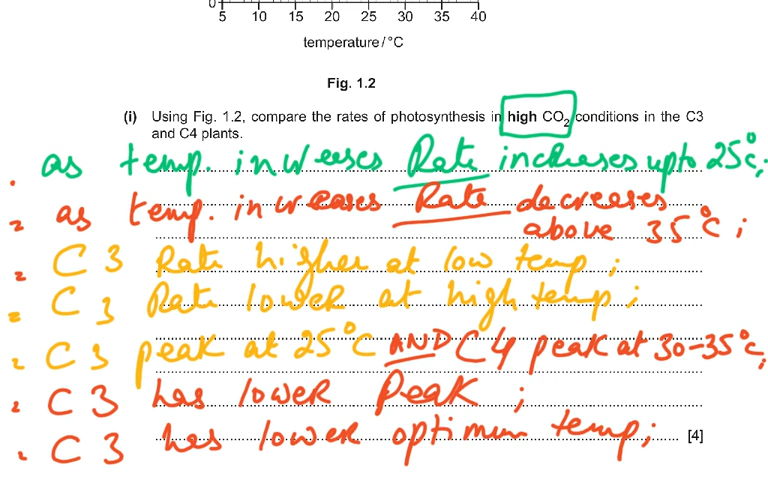 0
5 10 15 20 25 30 35 40
temperature / °C
Fig. 1.2
(i) Using Fig. 1.2, compare the rates of photosynthesis in high CO₂ conditions in the C3
and C4 plants.
as temp. increases Rate increases upto 25°c;
as temp. increases Rate decreases
above 35°C;
C3 Rate higher at low temp;
C3 Rate lower at high temp;
C3 peak at 25°C AND C4 peak at 30-35°C;
C3 has lower Peak;
C3 has lower optimum temp; [4]